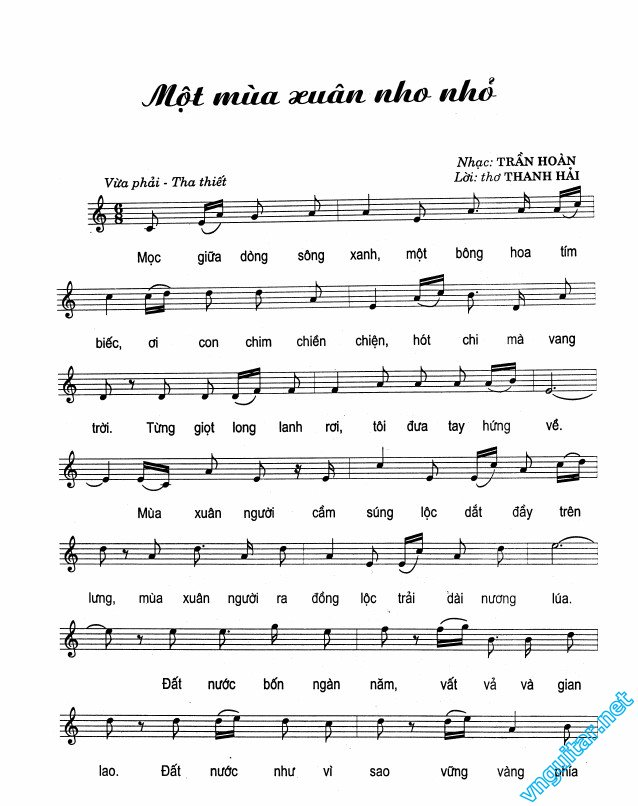 Một mùa xuân nho nhỏ
Nhạc: TRẦN HOÀN
Vừa phải - Tha thiết
Lời: thơ THANH HẢI
6
8
Mọc giữa dòng sông xanh, một bông hoa tím
biếc, ơi con chim chiền chiện, hót chi mà vang
trời. Từng giọt long lanh rơi, tôi đưa tay hứng về.
Mùa xuân người cầm súng lộc dắt đầy trên
lưng, mùa xuân người ra đồng lộc trải dài nương lúa.
Đất nước bốn ngàn năm, vất vả và gian
lao. Đất nước như vì sao vững vàng phía
vnguitar.net